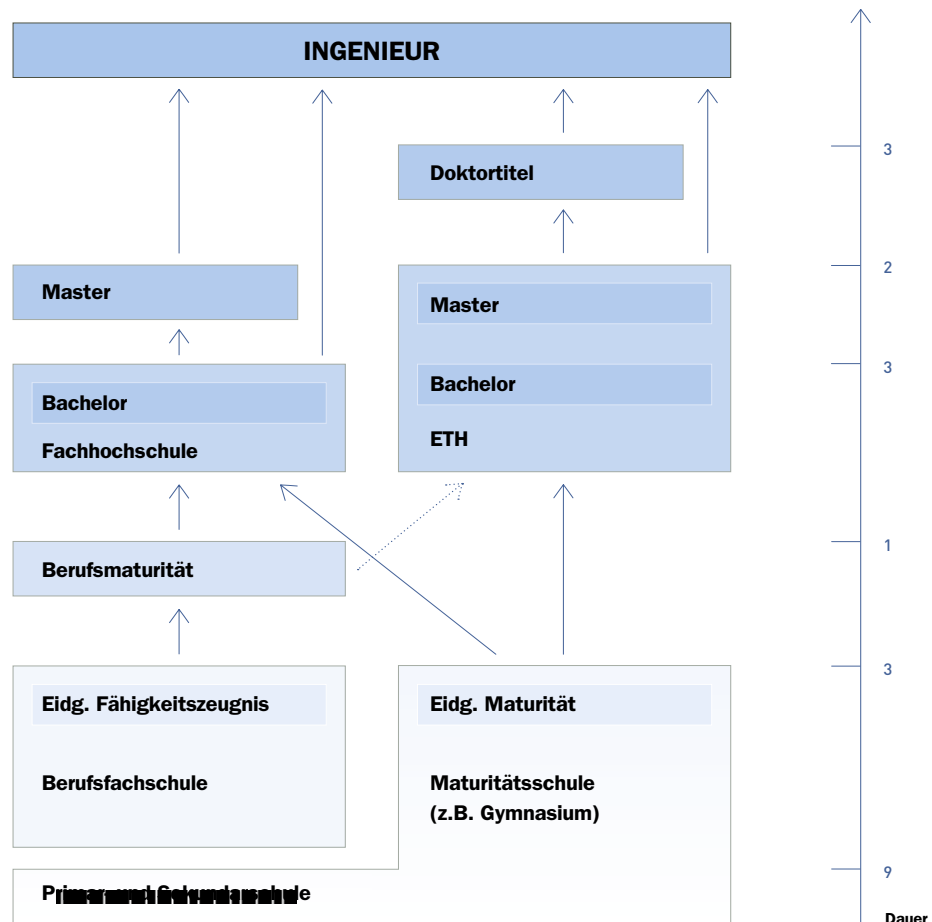 INGENIEUR
3
Doktortitel
2
Master
Master
3
Bachelor
Bachelor
ETH
Fachhochschule
1
Berufsmaturität
3
Eidg. Fähigkeitszeugnis
Eidg. Maturität
Berufsfachschule
Maturitätsschule
(z.B. Gymnasium)
9
Dauer